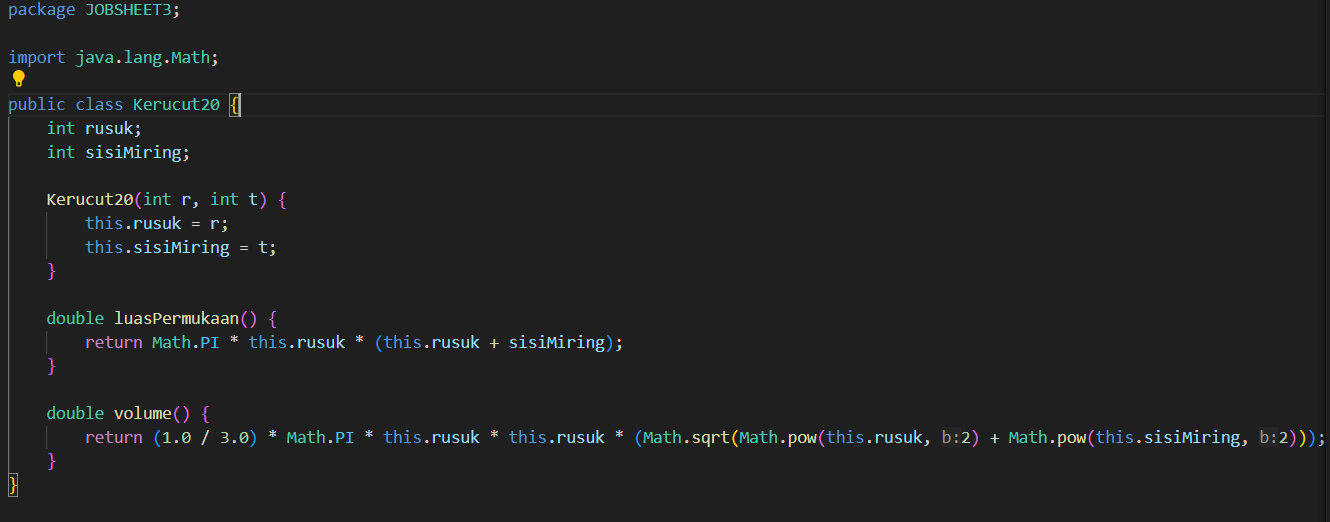 package JOBSHEET3;
import java.lang.Math;
public class Kerucut20 {
    int rusuk;
    int sisiMiring;
    Kerucut20(int r, int t) {
        this.rusuk = r;
        this.sisiMiring = t;
    }
    double luasPermukaan() {
        return Math.PI * this.rusuk * (this.rusuk + sisiMiring);
    }
    double volume() {
        return (1.0 / 3.0) * Math.PI * this.rusuk * this.rusuk * (Math.sqrt(Math.pow(this.rusuk, b:2) + Math.pow(this.sisiMiring, b:2)));
    }
}